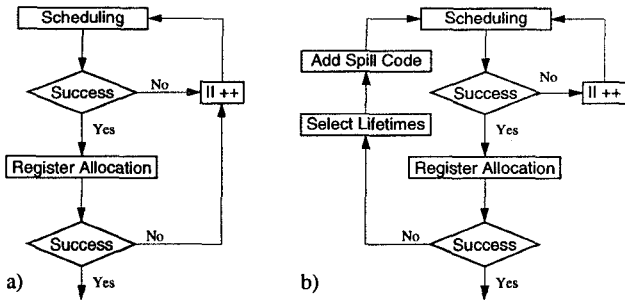 Scheduling
Success
No
II ++
Yes
Register Allocation
Success
No
a)
Yes
Scheduling
Add Spill Code
Success
No
II ++
Select Lifetimes
Yes
Register Allocation
No
Success
b)
Yes